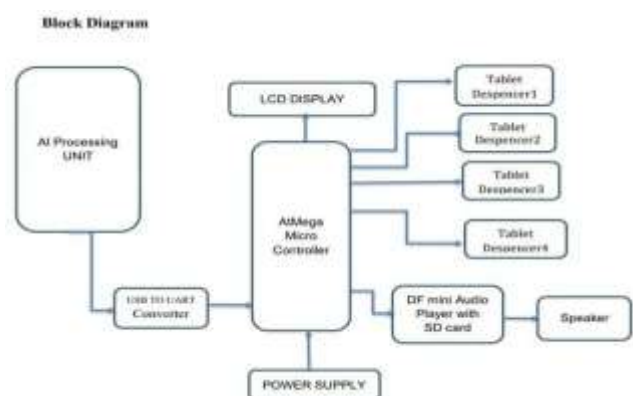 Block Diagram
AI Processing
UNIT
LCD DISPLAY
Tablet
Despencer1
Tablet
Despencer2
Tablet
Despencer3
Tablet
Despencer4
AtMega
Micro
Controller
USB TO UART
Converter
DF mini Audio
Player with
SD card
Speaker
POWER SUPPLY